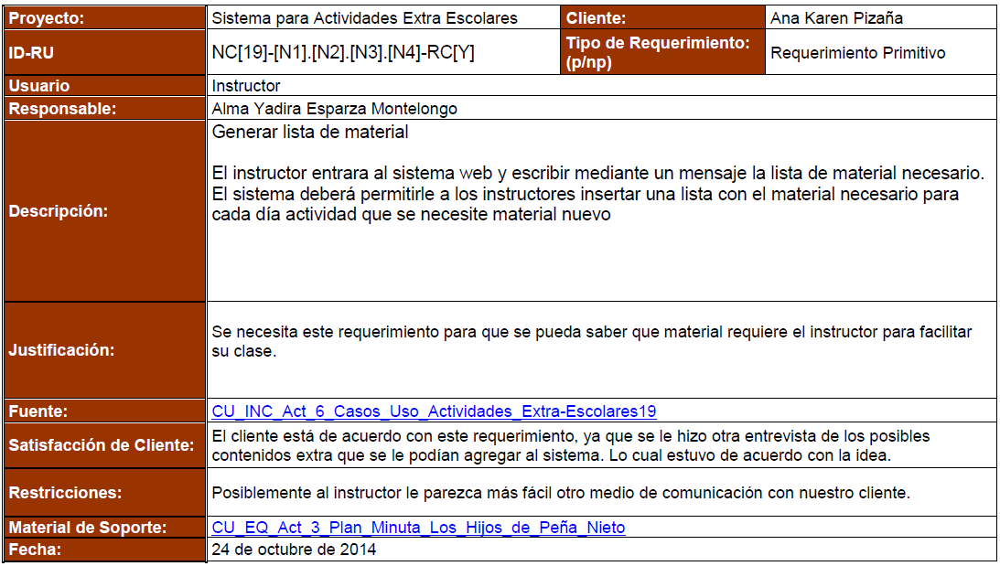 Proyecto: Sistema para Actividades Extra Escolares Cliente: Ana Karen Pizaña
ID-RU NC[19]-[N1].[N2].[N3].[N4]-RC[Y] Tipo de Requerimiento: (p/np) Requerimiento Primitivo
Usuario Instructor
Responsable: Alma Yadira Esparza Montelongo
Descripción:
Generar lista de material
El instructor entrara al sistema web y escribir mediante un mensaje la lista de material necesario.
El sistema deberá permitirle a los instructores insertar una lista con el material necesario para
cada día actividad que se necesite material nuevo
Justificación:
Se necesita este requerimiento para que se pueda saber que material requiere el instructor para facilitar
su clase.
Fuente: CU_INC_Act_6_Casos_Uso_Actividades_Extra-Escolares19
Satisfacción de Cliente:
El cliente está de acuerdo con este requerimiento, ya que se le hizo otra entrevista de los posibles
contenidos extra que se le podían agregar al sistema. Lo cual estuvo de acuerdo con la idea.
Restricciones: Posiblemente al instructor le parezca más fácil otro medio de comunicación con nuestro cliente.
Material de Soporte: CU_EQ_Act_3_Plan_Minuta_Los_Hijos_de_Peña_Nieto
Fecha: 24 de octubre de 2014